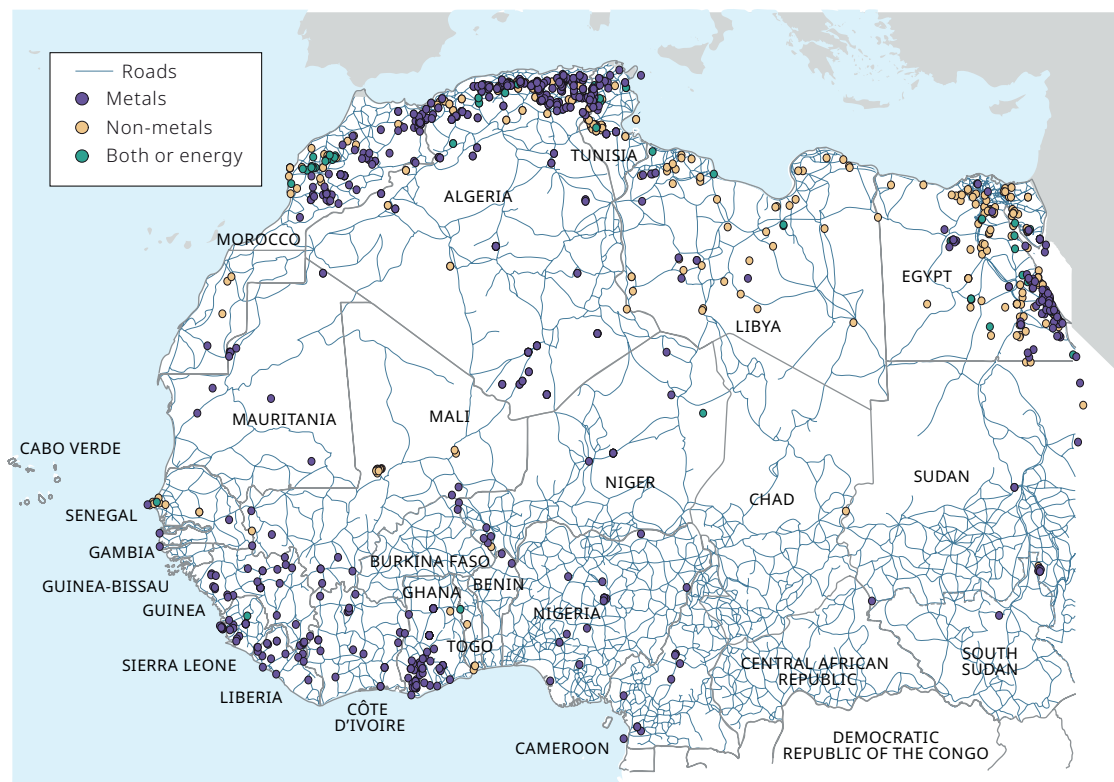 Roads
Metals
Non-metals
Both or energy
TUNISIA
ALGERIA
MOROCCO
EGYPT
LIBYA
MAURITANIA
MALI
CABO VERDE
NIGER
SUDAN
CHAD
SENEGAL
GAMBIA
BURKINA FASO
GUINEA-BISSAU
BENIN
GHANA
GUINEA
NIGERIA
TOGO
SIERRA LEONE
CENTRAL AFRICAN
REPUBLIC
SOUTH
SUDAN
LIBERIA
CÔTE
D’IVOIRE
CAMEROON
DEMOCRATIC
REPUBLIC OF THE CONGO